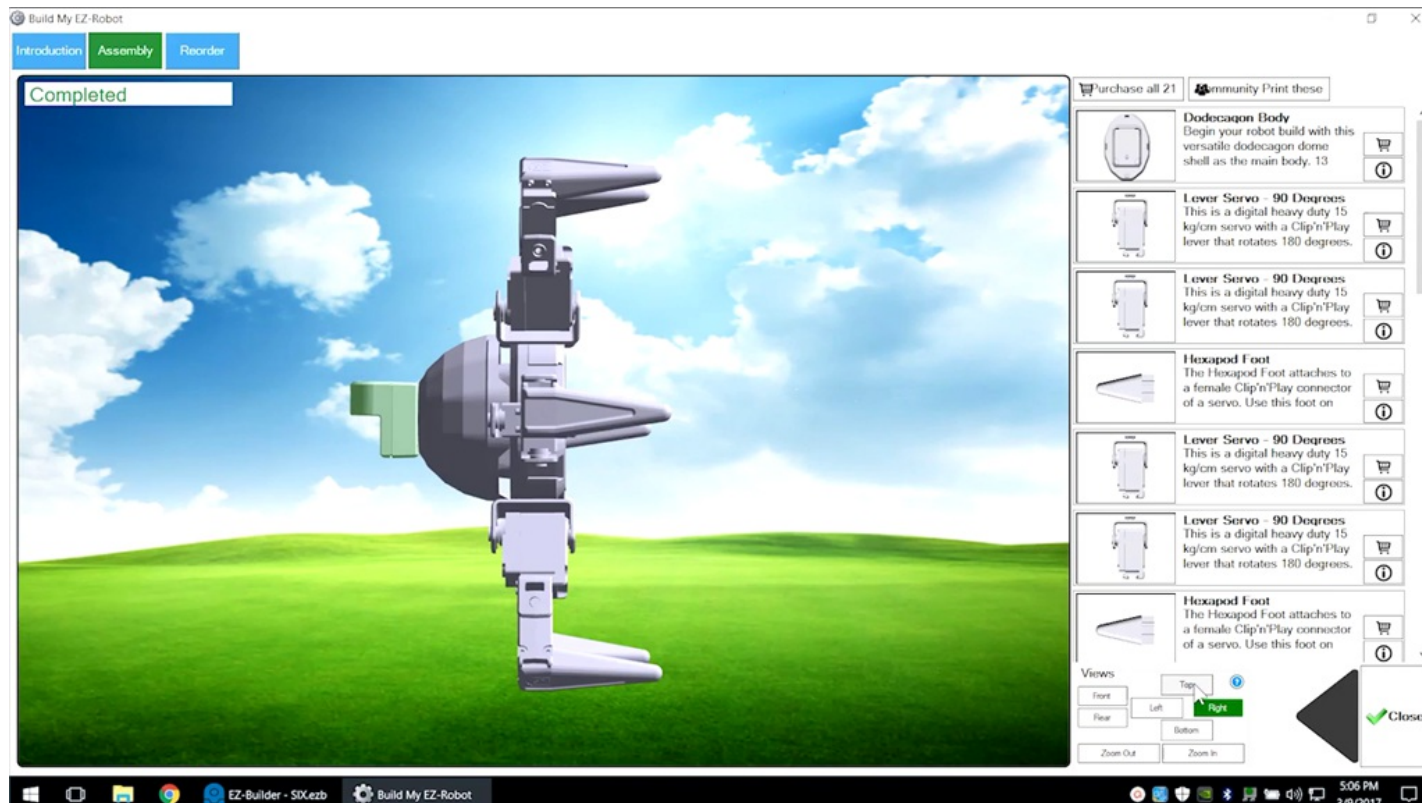 Build My EZ-Robot
Introduction
Assembly
Reorder
Completed
Purchase all 21
mmunity Print these
Dodecagon Body
Begin your robot build with this
versatile dodecagon dome
shell as the main body. 13
Lever Servo - 90 Degrees
This is a digital heavy duty 15
kg/cm servo with a Clip'n'Play
lever that rotates 180 degrees.
Lever Servo - 90 Degrees
This is a digital heavy duty 15
kg/cm servo with a Clip'n'Play
lever that rotates 180 degrees.
Hexapod Foot
The Hexapod Foot attaches to
a female Clip'n'Play connector
of a servo. Use this foot on
Lever Servo - 90 Degrees
This is a digital heavy duty 15
kg/cm servo with a Clip'n'Play
lever that rotates 180 degrees.
Lever Servo - 90 Degrees
This is a digital heavy duty 15
kg/cm servo with a Clip'n'Play
lever that rotates 180 degrees.
Hexapod Foot
The Hexapod Foot attaches to
a female Clip'n'Play connector
of a servo. Use this foot on
Views
Top
Front
Left
Right
Rear
Bottom
Zoom Out
Zoom In
Close
EZ-Builder - SIX.ezb
Build My EZ-Robot
5:06 PM